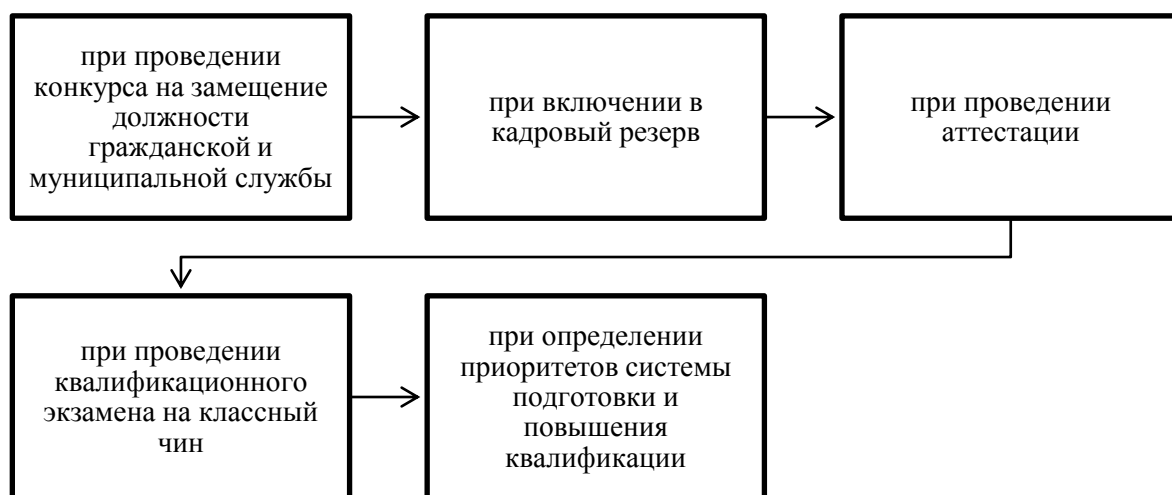 при проведении
конкурса на замещение
должности
гражданской и
муниципальной службы
при включении в
кадровый резерв
при проведении
аттестации
при проведении
квалификационного
экзамена на классный
чин
при определении
приоритетов системы
подготовки и
повышения
квалификации